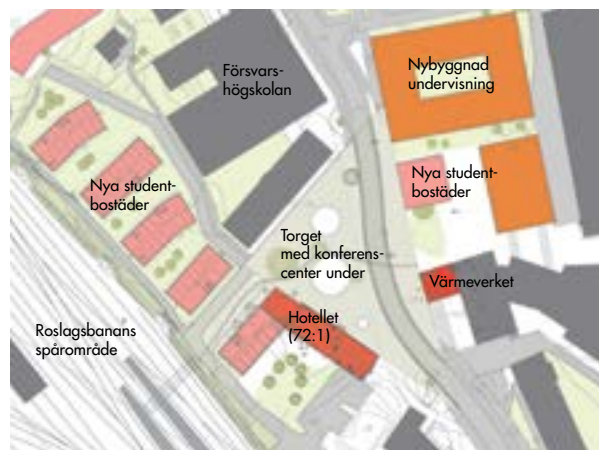 Försvars-
högskolan
Nybyggnad
undervisning
Nya student-
bostäder
Nya student-
bostäder
Torget
med konferens-
center under
Värmeverket
Hotellet
(72:1)
Roslagsbanans
spårområde